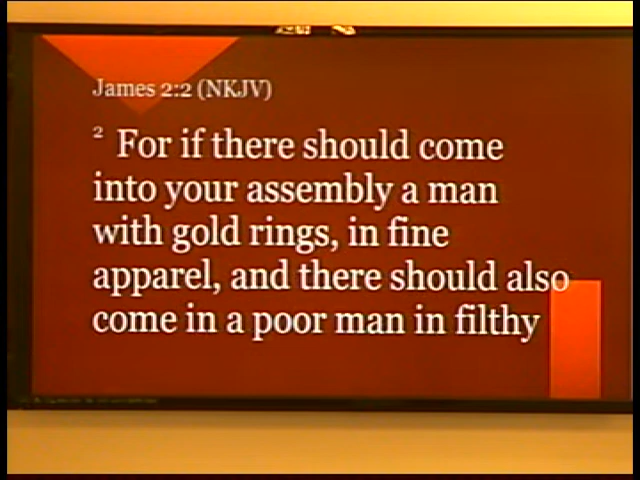 James 2:2 (NKJV)
2 For if there should come
into your assembly a man
with gold rings, in fine
apparel, and there should also
come in a poor man in filthy